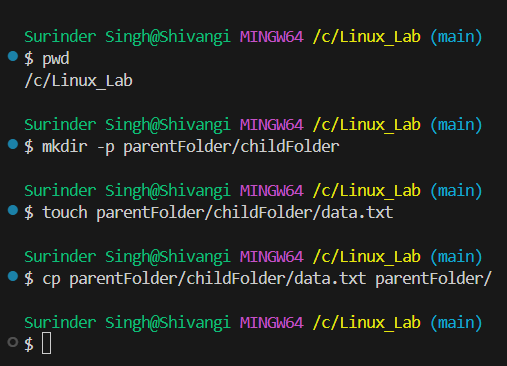 Surinder Singh@Shivangi MINGW64 /c/Linux_Lab (main)
$ pwd
/c/Linux_Lab
Surinder Singh@Shivangi MINGW64 /c/Linux_Lab (main)
$ mkdir -p parentFolder/childFolder
Surinder Singh@Shivangi MINGW64 /c/Linux_Lab (main)
$ touch parentFolder/childFolder/data.txt
Surinder Singh@Shivangi MINGW64 /c/Linux_Lab (main)
$ cp parentFolder/childFolder/data.txt parentFolder/
Surinder Singh@Shivangi MINGW64 /c/Linux_Lab (main)
$